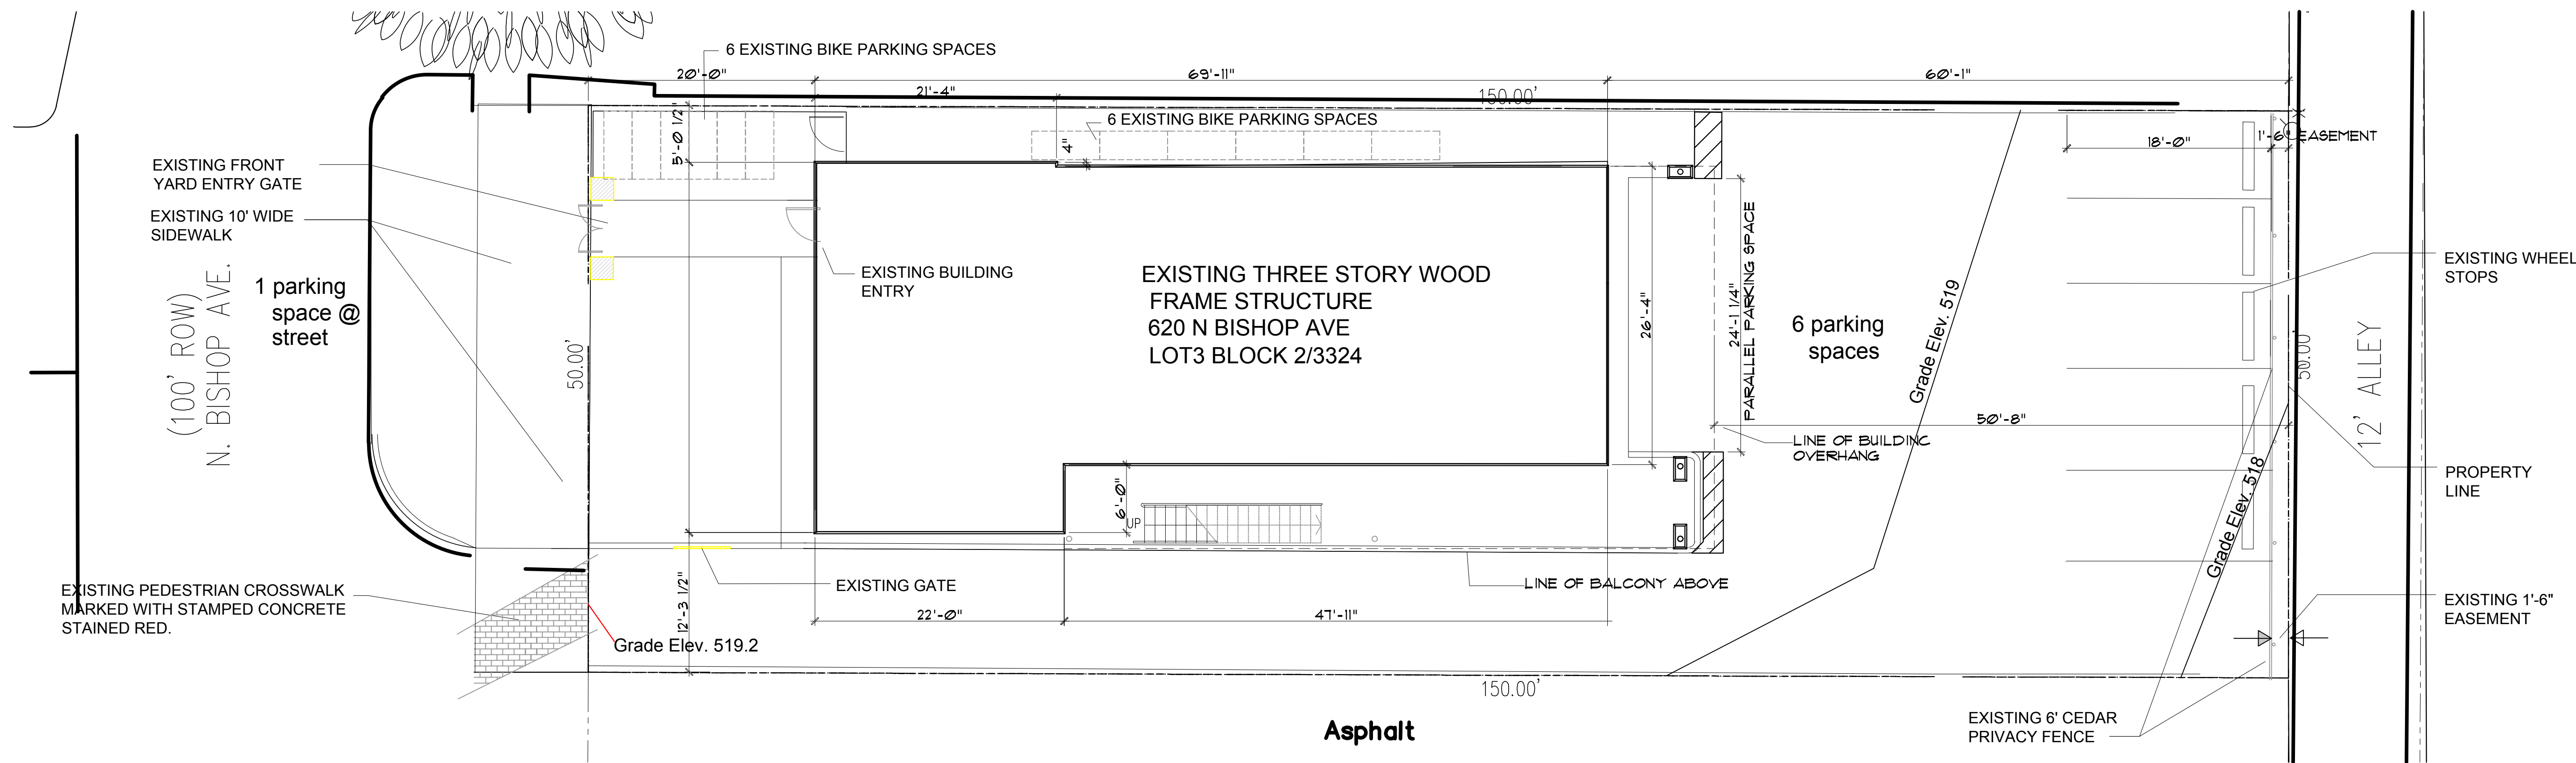 6 EXISTING BIKE PARKING SPACES
20'-0"
69'-11"
60'-1"
21'-4"
150.00'
6 EXISTING BIKE PARKING SPACES
5'-0 1/2"
4"
18'-0"
1'-6" EASEMENT
EXISTING FRONT
YARD ENTRY GATE
EXISTING 10' WIDE
SIDEWALK
(100' ROW)
N. BISHOP AVE.
1 parking
space @
street
50.00'
EXISTING BUILDING
ENTRY
EXISTING THREE STORY WOOD
FRAME STRUCTURE
620 N BISHOP AVE
LOT3 BLOCK 2/3324
26'-4"
24'-1 1/4"
PARALLEL PARKING SPACE
6 parking
spaces
Grade Elev. 519
50'-8"
LINE OF BUILDING
OVERHANG
EXISTING WHEEL
STOPS
50.00'
12' ALLEY
PROPERTY
LINE
Grade Elev. 518
6'-0"
UP
EXISTING PEDESTRIAN CROSSWALK
MARKED WITH STAMPED CONCRETE
STAINED RED.
EXISTING GATE
LINE OF BALCONY ABOVE
12'-3 1/2"
22'-0"
47'-11"
Grade Elev. 519.2
EXISTING 1'-6"
EASEMENT
150.00'
Asphalt
EXISTING 6' CEDAR
PRIVACY FENCE